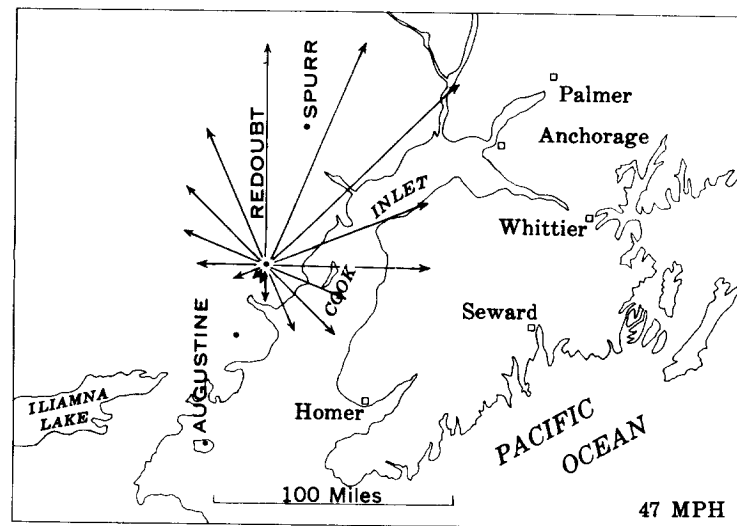 SPURR
REDOUBT
Palmer
Anchorage
INLET
Whittier
COOK
Seward
AUGUSTINE
ILIAMNA
LAKE
Homer
PACIFIC
OCEAN
100 Miles
47 MPH